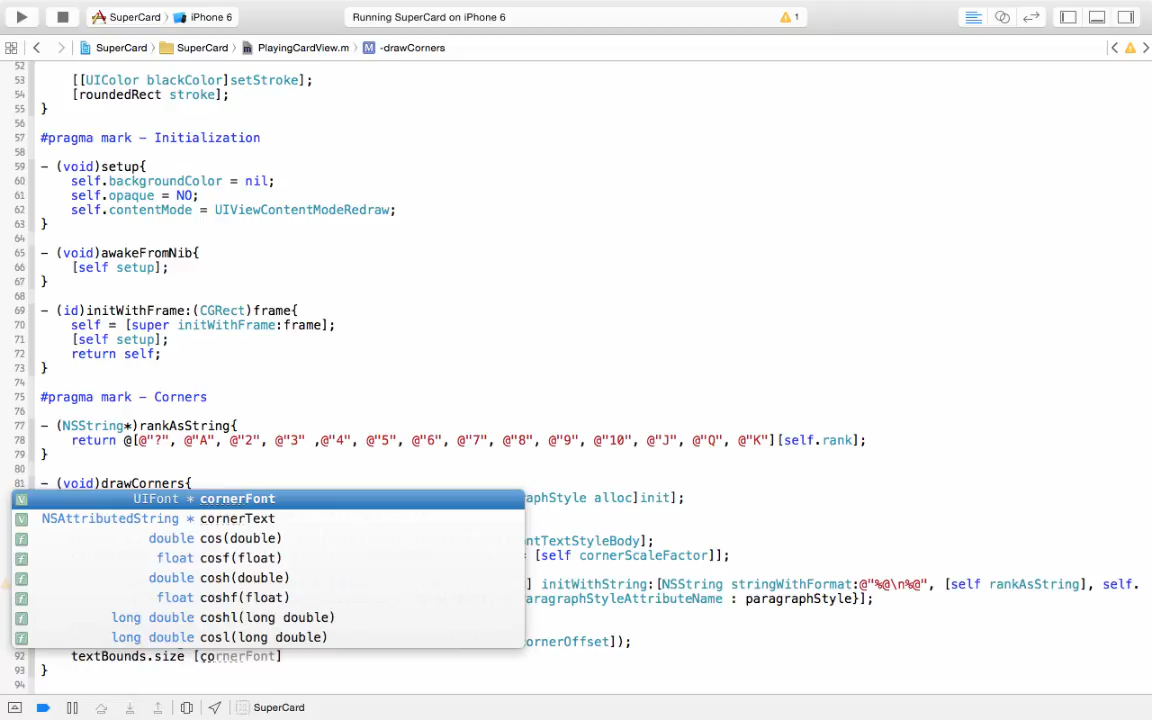 SuperCard iPhone 6 Running SuperCard on iPhone 6 1
SuperCard SuperCard PlayingCardView.m M -drawCorners
52
53 [[UIColor blackColor]setStroke];
54 [roundedRect stroke];
55 }
56
57 #pragma mark - Initialization
58
59 - (void)setup{
60 self.backgroundColor = nil;
61 self.opaque = NO;
62 self.contentMode = UIViewContentModeRedraw;
63 }
64
65 - (void)awakeFromNib{
66 [self setup];
67 }
68
69 - (id)initWithFrame:(CGRect)frame{
70 self = [super initWithFrame:frame];
71 [self setup];
72 return self;
73 }
74
75 #pragma mark - Corners
76
77 - (NSString*)rankAsString{
78 return @[@"?", @"A", @"2", @"3" ,@"4", @"5", @"6", @"7", @"8", @"9", @"10", @"J", @"Q", @"K"][self.rank];
79 }
80
81 - (void)drawCorners{
V UIFont * cornerFont aphStyle alloc]init];
V NSAttributedString * cornerText
f double cos(double) ntTextStyleBody];
f float cosf(float) = [self cornerScaleFactor]];
f double cosh(double) ] initWithString:[NSString stringWithFormat:@"%@\n%@", [self rankAsString], self.
f float coshf(float) aragraphStyleAttributeName : paragraphStyle}];
f long double coshl(long double)
f long double cosl(long double) ornerOffset]);
92 textBounds.size [cornerFont]
93 }
94
SuperCard